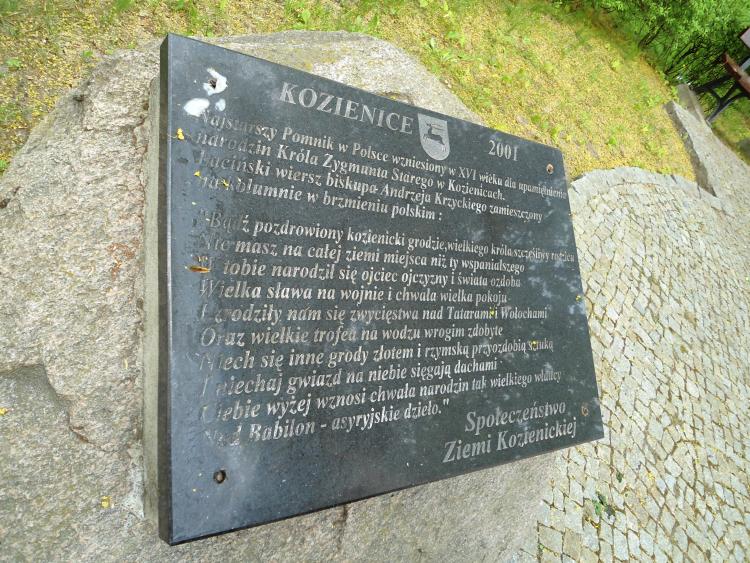 KOZIENICE 2001
Najstarszy Pomnik w Polsce wzniesiony w XVI wieku dla upamiętnienia
narodzin Króla Zygmunta Starego w Kozienicach.
Łaciński wiersz biskupa Andrzeja Krzyckiego zamieszczony
na kolumnie w brzmieniu polskim :
"Bądź pozdrowiony kozienicki grodzie, wielkiego króla szczęśliwy rodzicu
Nie masz na całej ziemi miejsca niż ty wspanialszego
W tobie narodził się ojciec ojczyzny i świata ozdoba
Wielka sława na wojnie i chwała wielka pokoju
I zrodziły nam się zwycięstwa nad Tatarami i Wołochami
Oraz wielkie trofea na wodzu wrogim zdobyte
Niech się inne grody złotem i rzymską przyozdobią sztuką
I niechaj gwiazd na niebie sięgają dachami
Ciebie wyżej wznosi chwała narodzin tak wielkiego władcy
Nad Babilon - asyryjskie dzieło."
Społeczeństwo
Ziemi Kozienickiej